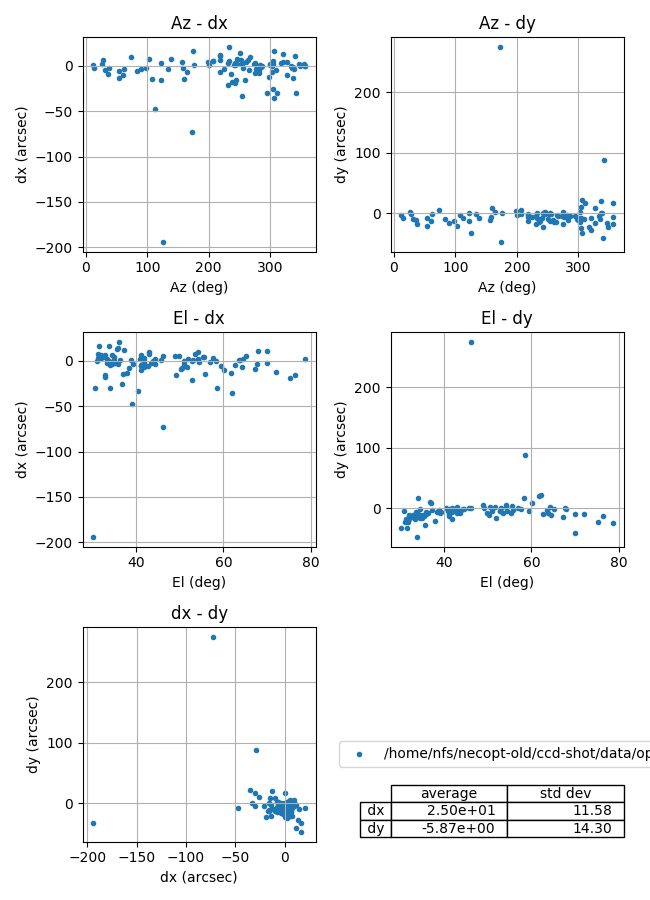 Az - dx
Az - dy
dx (arcsec)
0
−50
−100
−150
−200
0 100 200 300
Az (deg)
dy (arcsec)
200
100
0
0 100 200 300
Az (deg)
El - dx
El - dy
dx (arcsec)
0
−50
−100
−150
−200
40 60 80
El (deg)
dy (arcsec)
200
100
0
40 60 80
El (deg)
dx - dy
dy (arcsec)
200
100
0
−200 −150 −100 −50 0
dx (arcsec)
/home/nfs/necopt-old/ccd-shot/data/op
average std dev
dx 2.50e+01 11.58
dy -5.87e+00 14.30